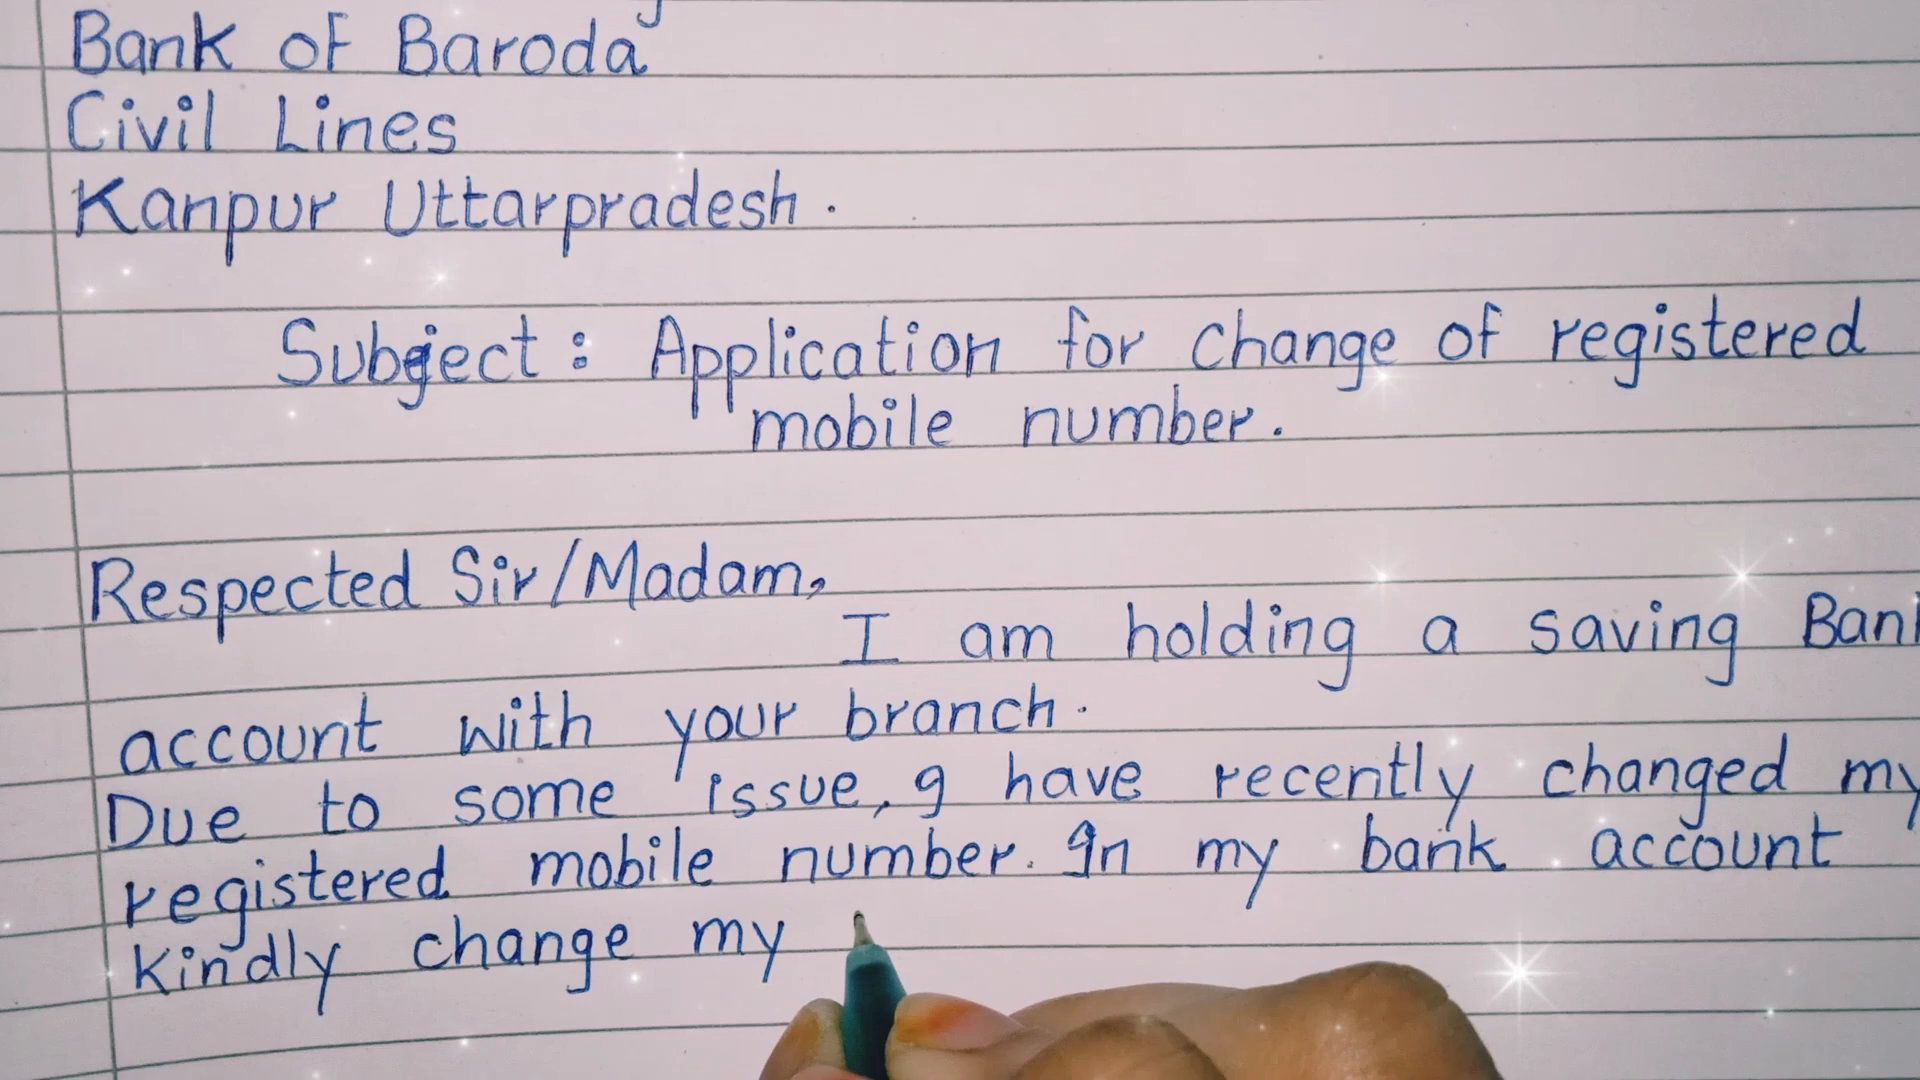 Bank of Baroda
Civil Lines
Kanpur Uttarpradesh.
Subject : Application for change of registered
mobile number.
Respected Sir/Madam,
I am holding a saving Bank
account with your branch.
Due to some issue, I have recently changed my
registered mobile number. In my bank account
Kindly change my